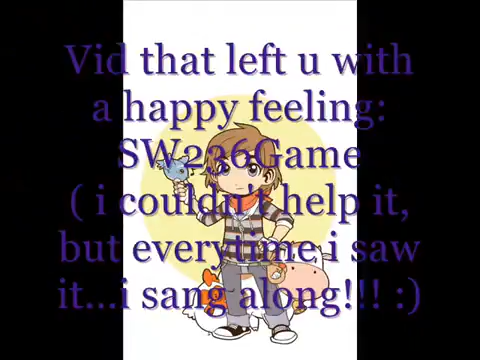 Vid that left u with
a happy feeling:
SW236Game
( i couldn't help it,
but everytime i saw
it...i sang along!!! :)